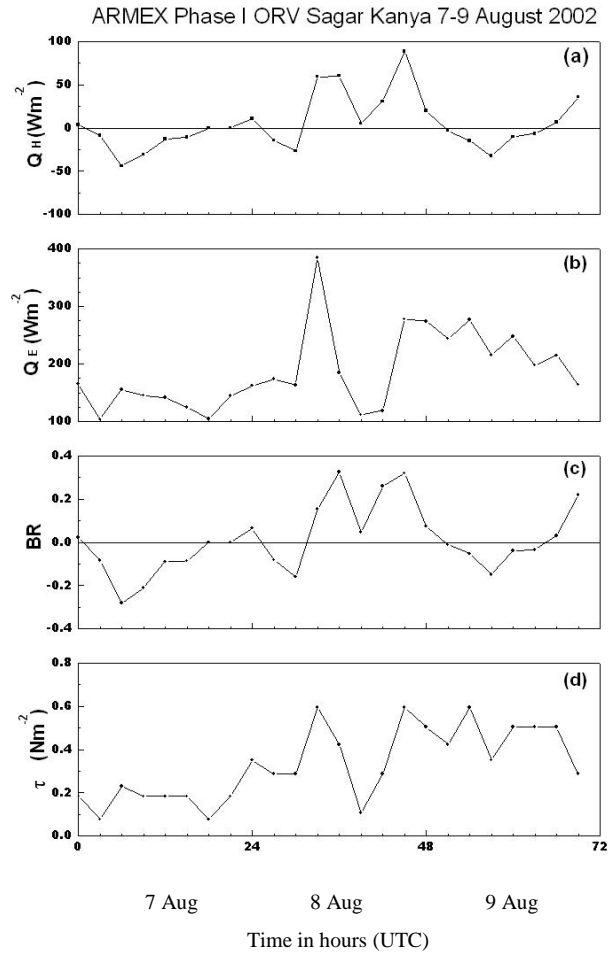 ARMEX Phase I ORV Sagar Kanya 7-9 August 2002
(a)
100
50
0
-50
-100
Q H (Wm-2)
(b)
400
300
200
100
Q E (Wm-2)
(c)
0.4
0.2
0.0
-0.2
-0.4
BR
(d)
0.8
0.6
0.4
0.2
0.0
τ (Nm-2)
0 24 48 72
7 Aug 8 Aug 9 Aug
Time in hours (UTC)